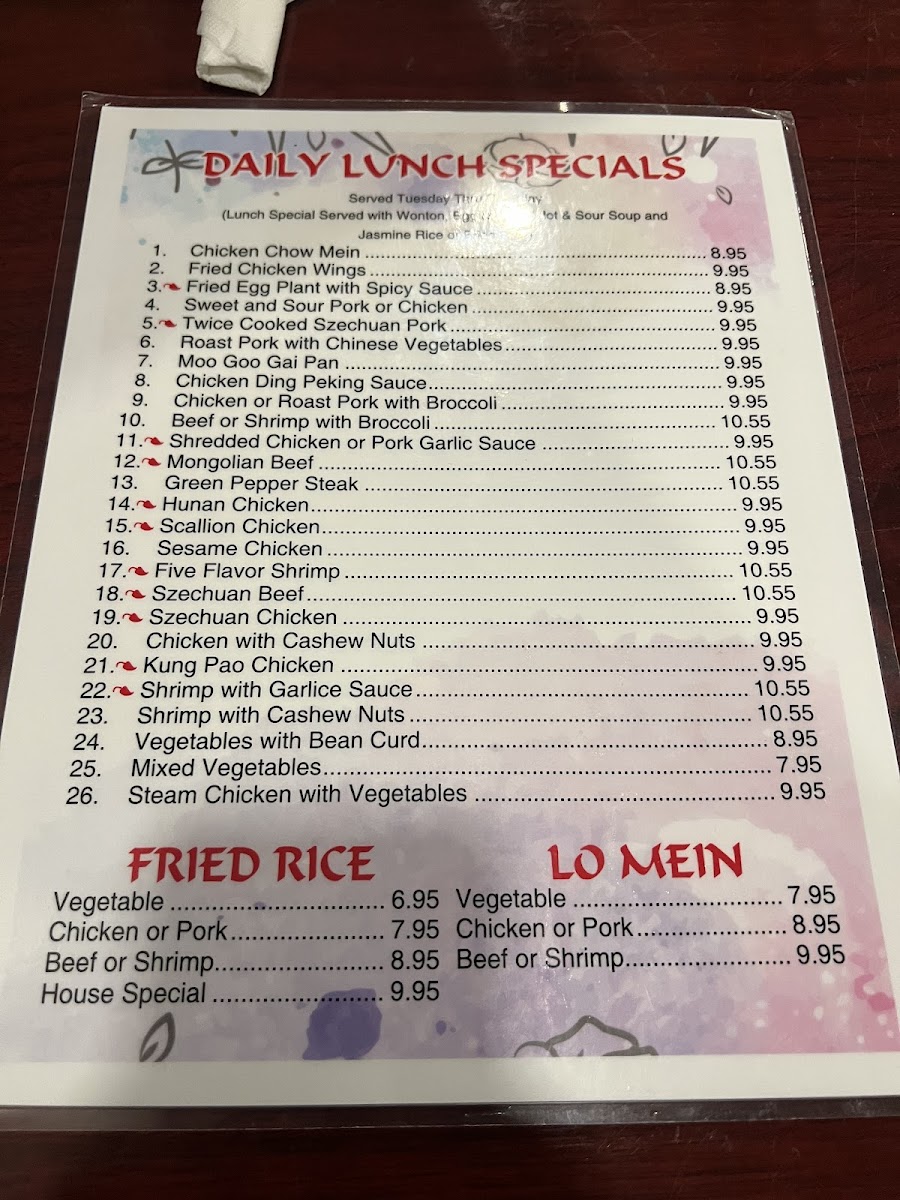 DAILY LUNCH SPECIALS
Served Tuesday
(Lunch Special Served with Wonton, Hot & Sour Soup and
Jasmine Rice or
1. Chicken Chow Mein 8.95
2. Fried Chicken Wings 9.95
3. Fried Egg Plant with Spicy Sauce 8.95
4. Sweet and Sour Pork or Chicken 9.95
5. Twice Cooked Szechuan Pork 9.95
6. Roast Pork with Chinese Vegetables 9.95
7. Moo Goo Gai Pan 9.95
8. Chicken Ding Peking Sauce 9.95
9. Chicken or Roast Pork with Broccoli 9.95
10. Beef or Shrimp with Broccoli 10.55
11. Shredded Chicken or Pork Garlic Sauce 9.95
12. Mongolian Beef 10.55
13. Green Pepper Steak 10.55
14. Hunan Chicken 9.95
15. Scallion Chicken 9.95
16. Sesame Chicken 9.95
17. Five Flavor Shrimp 10.55
18. Szechuan Beef 10.55
19. Szechuan Chicken 9.95
20. Chicken with Cashew Nuts 9.95
21. Kung Pao Chicken 9.95
22. Shrimp with Garlice Sauce 10.55
23. Shrimp with Cashew Nuts 10.55
24. Vegetables with Bean Curd 8.95
25. Mixed Vegetables 7.95
26. Steam Chicken with Vegetables 9.95
FRIED RICE
Vegetable 6.95
Chicken or Pork 7.95
Beef or Shrimp 8.95
House Special 9.95
LO MEIN
Vegetable 7.95
Chicken or Pork 8.95
Beef or Shrimp 9.95